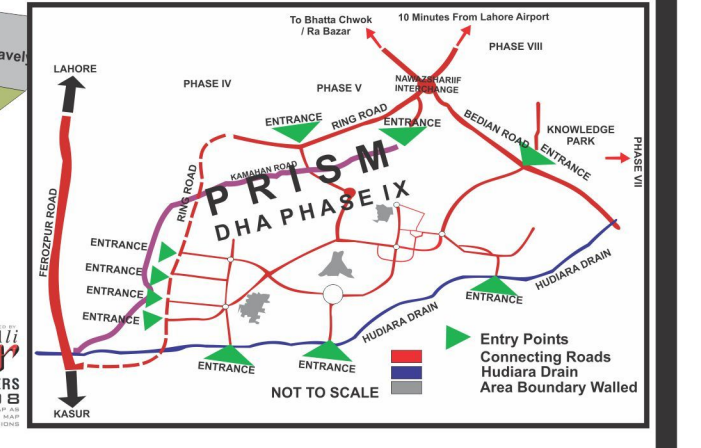 To Bhatta Chwok
/ Ra Bazar
10 Minutes From Lahore Airport
PHASE VIII
LAHORE
PHASE IV
PHASE V
NAWAZSHARIIF
INTERCHANGE
ENTRANCE
RING ROAD
ENTRANCE
BEDIAN ROAD
KNOWLEDGE
PARK
ENTRANCE
PHASE VII
KAMAHAN ROAD
PRISM
DHA PHASE IX
RING ROAD
FEROZPUR ROAD
ENTRANCE
ENTRANCE
ENTRANCE
ENTRANCE
HUDIARA DRAIN
ENTRANCE
HUDIARA DRAIN
ENTRANCE
ENTRANCE
Entry Points
Connecting Roads
Hudiara Drain
Area Boundary Walled
NOT TO SCALE
KASUR